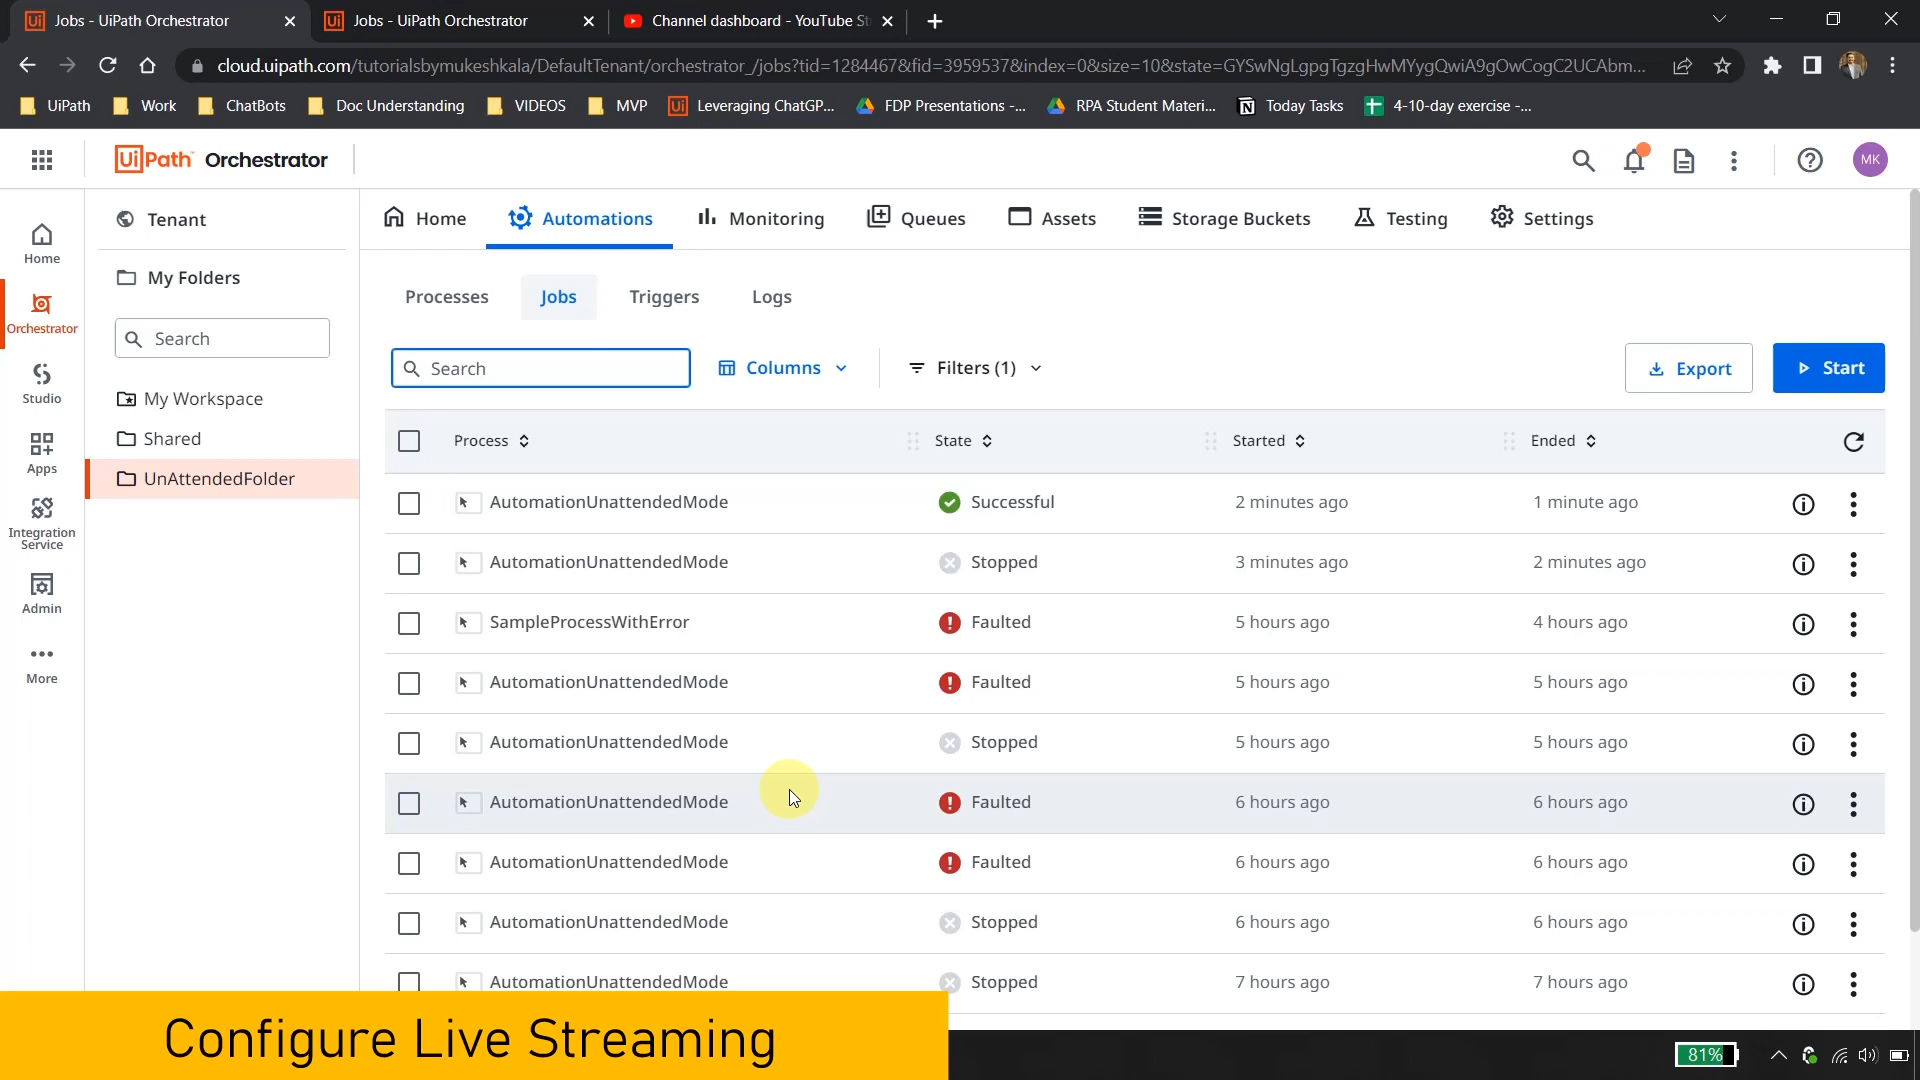 Jobs - UiPath Orchestrator
Jobs - UiPath Orchestrator
Channel dashboard - YouTube St
cloud.uipath.com/tutorialsbymukeshkala/DefaultTenant/orchestrator_/jobs?tid=1284467&fid=3959537&index=0&size=10&state=GYSwNgLgpgTgzgHwMYygQwiA9gOwCogC2UCAbm...
UiPath
Work
ChatBots
Doc Understanding
VIDEOS
MVP
Leveraging ChatGP...
FDP Presentations -...
RPA Student Materi...
Today Tasks
4-10-day exercise -...
UiPath Orchestrator
MK
Home
Orchestrator
Studio
Apps
Integration
Service
Admin
More
Tenant
My Folders
Search
My Workspace
Shared
UnAttendedFolder
Home
Automations
Monitoring
Queues
Assets
Storage Buckets
Testing
Settings
Processes
Jobs
Triggers
Logs
Search
Columns
Filters (1)
Export
Start
Process State Started Ended
AutomationUnattendedMode Successful 2 minutes ago 1 minute ago
AutomationUnattendedMode Stopped 3 minutes ago 2 minutes ago
SampleProcessWithError Faulted 5 hours ago 4 hours ago
AutomationUnattendedMode Faulted 5 hours ago 5 hours ago
AutomationUnattendedMode Stopped 5 hours ago 5 hours ago
AutomationUnattendedMode Faulted 6 hours ago 6 hours ago
AutomationUnattendedMode Faulted 6 hours ago 6 hours ago
AutomationUnattendedMode Stopped 6 hours ago 6 hours ago
AutomationUnattendedMode Stopped 7 hours ago 7 hours ago
Configure Live Streaming
81%